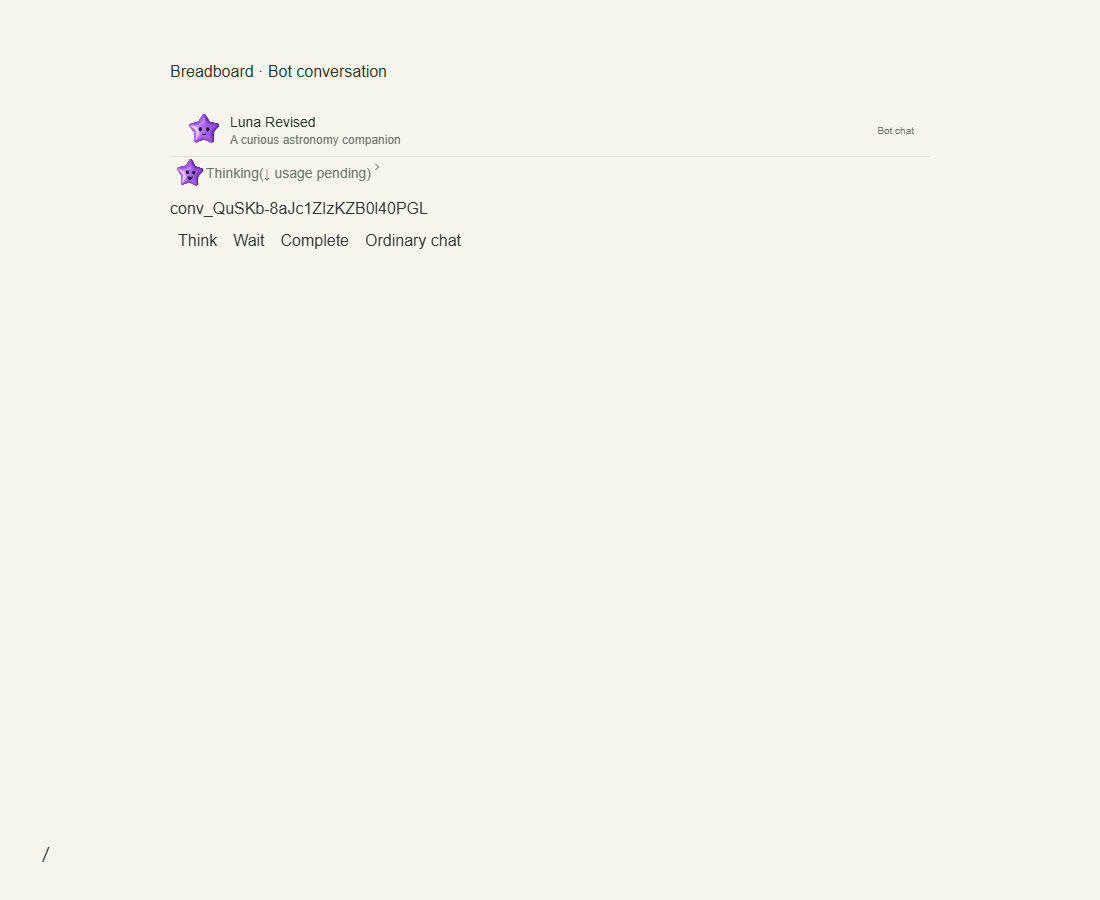 Breadboard · Bot conversation
Luna Revised
A curious astronomy companion
Bot chat
Thinking(↓ usage pending) ›
conv_QuSKb-8aJc1ZlzKZB0l40PGL
Think Wait Complete Ordinary chat
/